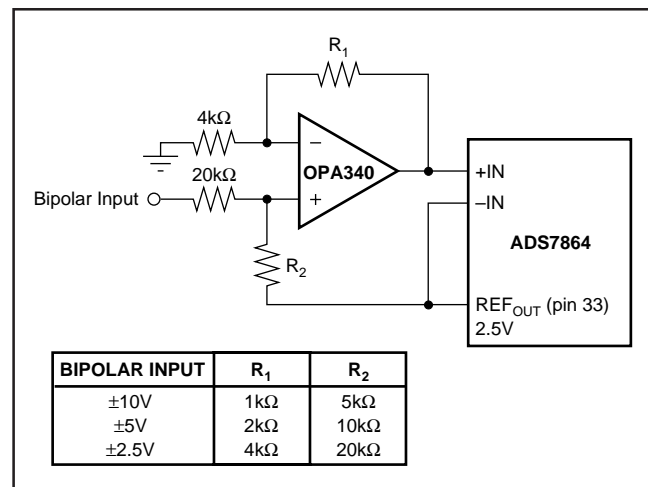 R1
4kΩ
−
OPA340
20kΩ
+
Bipolar Input
R2
+IN
−IN
ADS7864
REFOUT (pin 33)
2.5V
BIPOLAR INPUT R1 R2
±10V 1kΩ 5kΩ
±5V 2kΩ 10kΩ
±2.5V 4kΩ 20kΩ